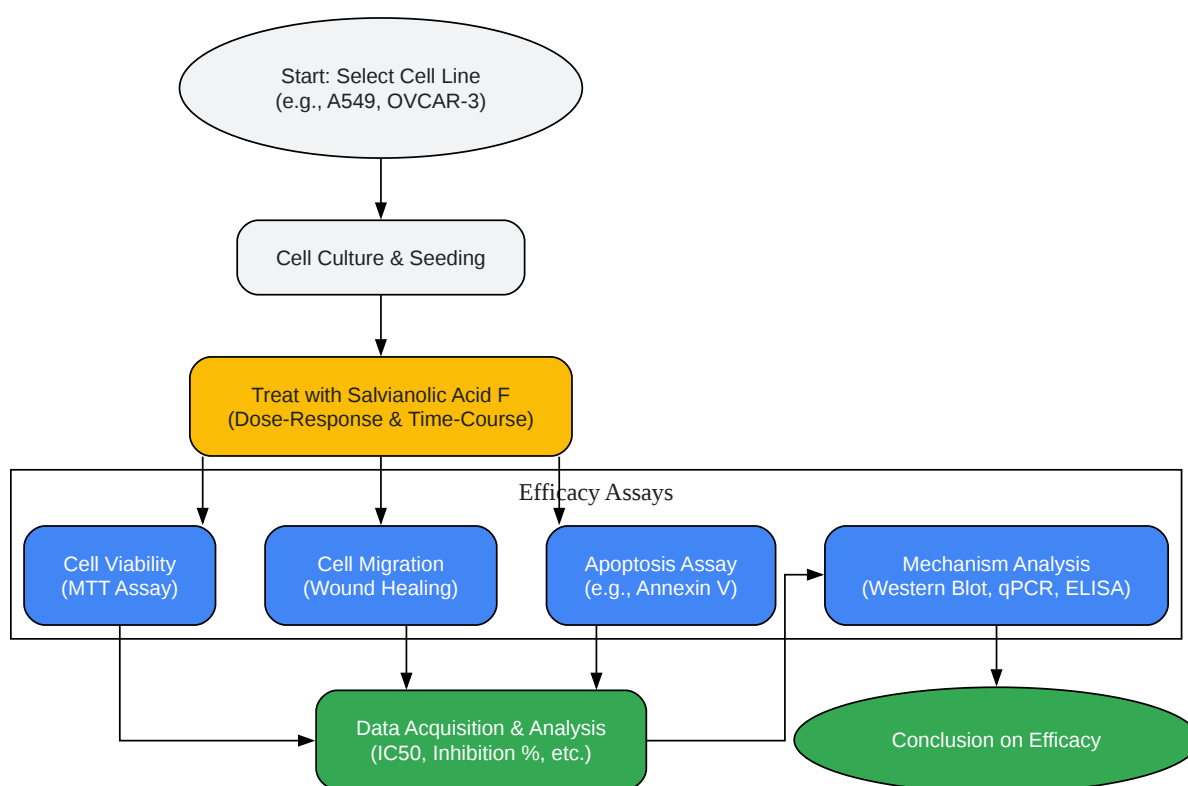 Start: Select Cell Line
(e.g., A549, OVCAR-3)
Cell Culture & Seeding
Treat with Salvianolic Acid F
(Dose-Response & Time-Course)
Efficacy Assays
Cell Viability
(MTT Assay)
Cell Migration
(Wound Healing)
Apoptosis Assay
(e.g., Annexin V)
Mechanism Analysis
(Western Blot, qPCR, ELISA)
Data Acquisition & Analysis
(IC50, Inhibition %, etc.)
Conclusion on Efficacy